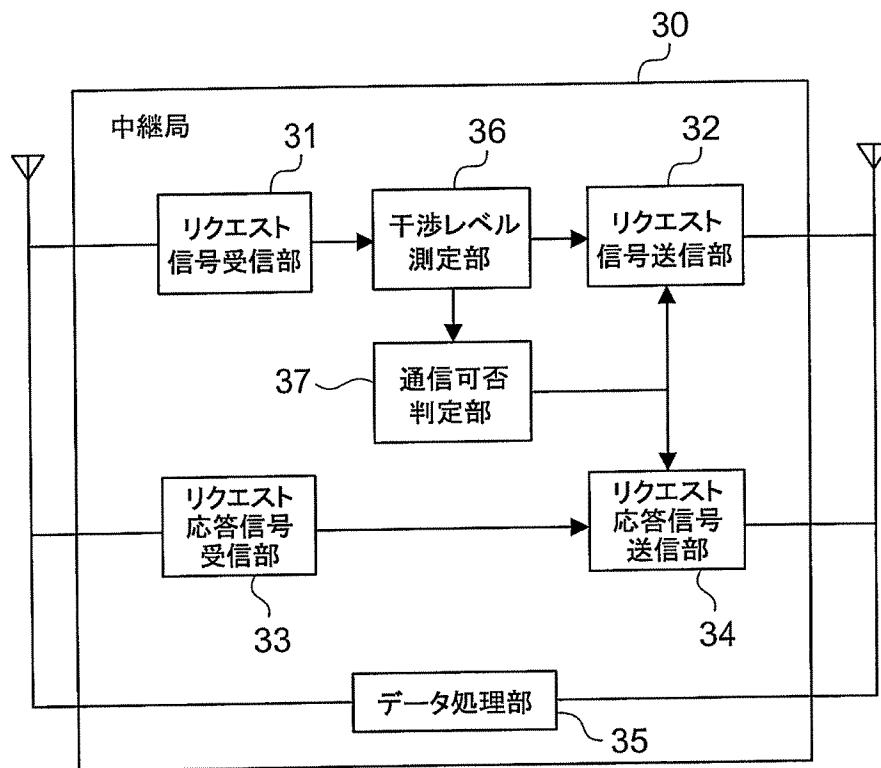 30
中継局
31
36
32
リクエスト
信号受信部
干渉レベル
測定部
リクエスト
信号送信部
37
通信可否
判定部
リクエスト
応答信号
受信部
リクエスト
応答信号
送信部
33
34
データ処理部
35